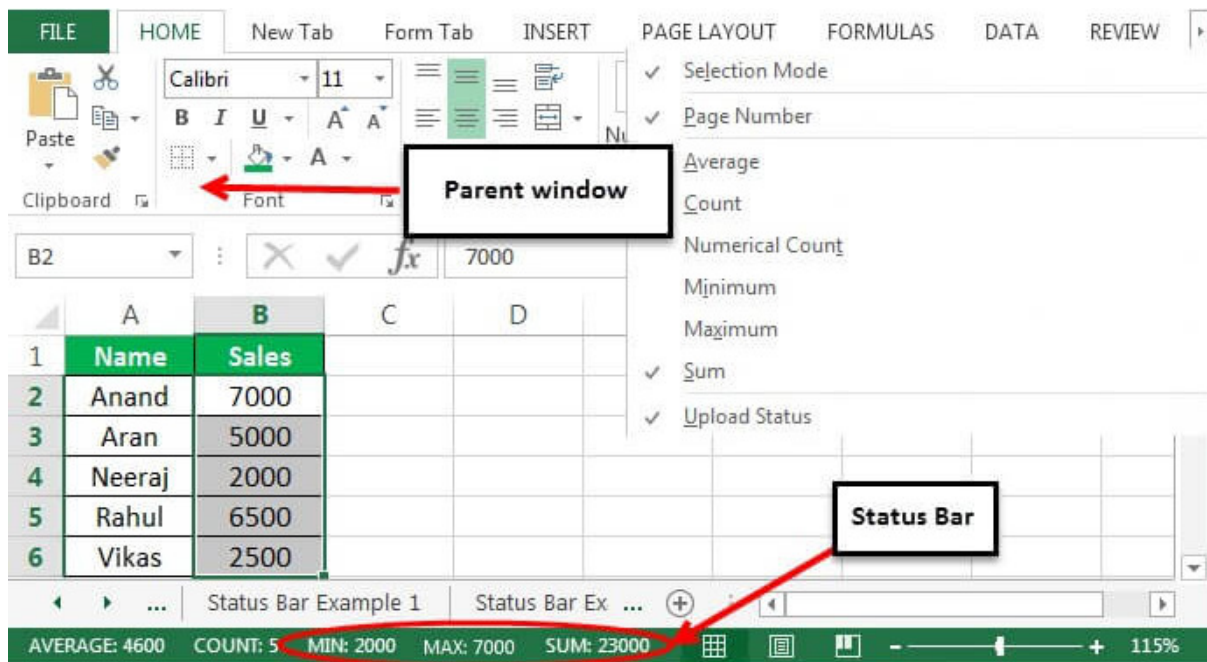 FILE HOME New Tab Form Tab INSERT PAGE LAYOUT FORMULAS DATA REVIEW
Calibri 11
B I U A A
Paste
A
Clipboard Font
Parent window
Selection Mode
Page Number
Average
Count
Numerical Count
Minimum
Maximum
Sum
Upload Status
B2 fx 7000
A B C D
1 Name Sales
2 Anand 7000
3 Aran 5000
4 Neeraj 2000
5 Rahul 6500
6 Vikas 2500
Status Bar
... Status Bar Example 1 Status Bar Ex ...
AVERAGE: 4600 COUNT: 5 MIN: 2000 MAX: 7000 SUM: 23000 115%